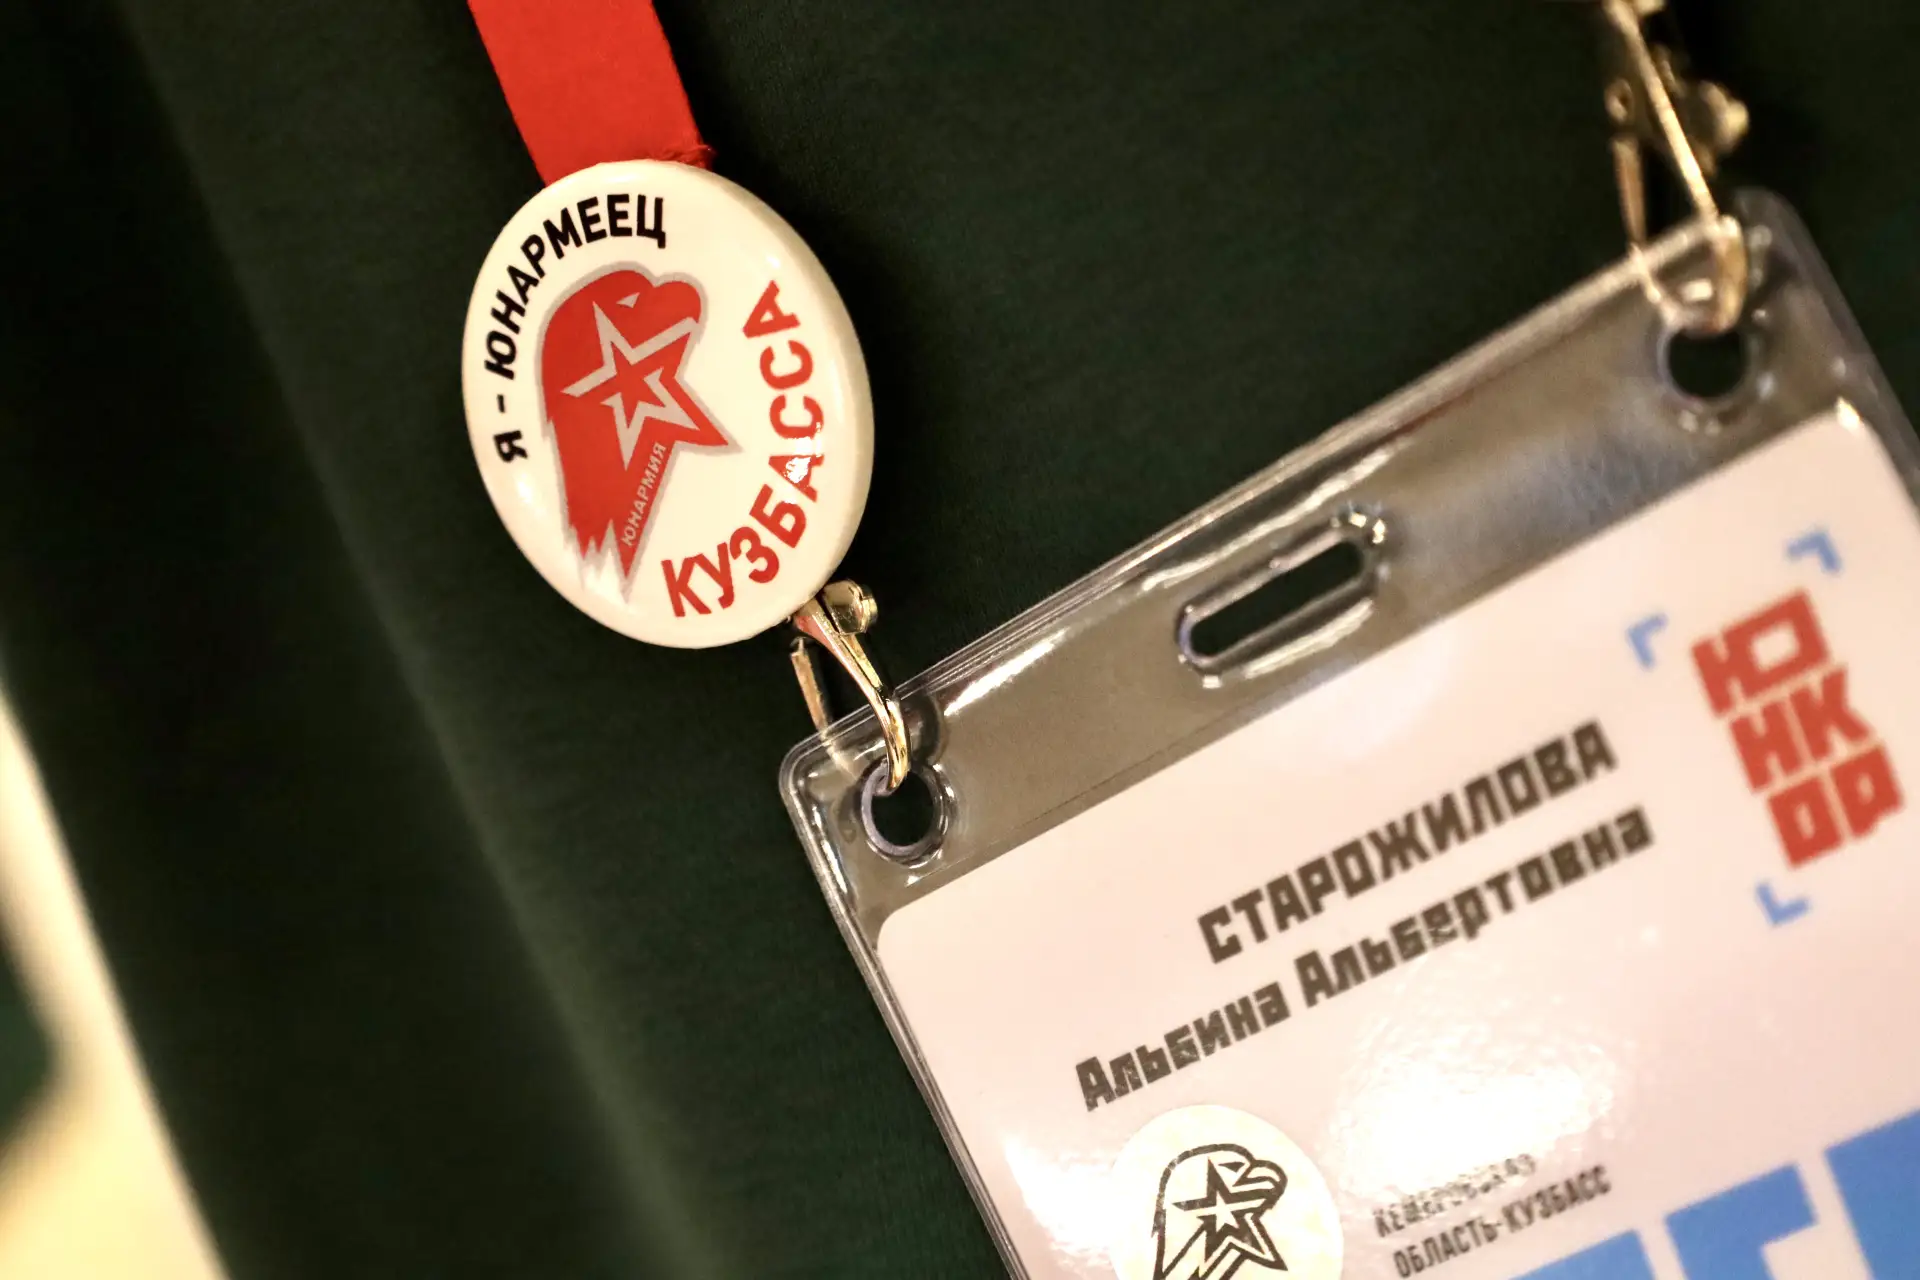 Я - ЮНАРМЕЕЦ
КУЗБАССА
ЮНАРМИЯ
ЮНКОР
СТАРОЖИЛОВА
Альбина Альбертовна
КЕМЕРОВСКАЯ
ОБЛАСТЬ-КУЗБАСС